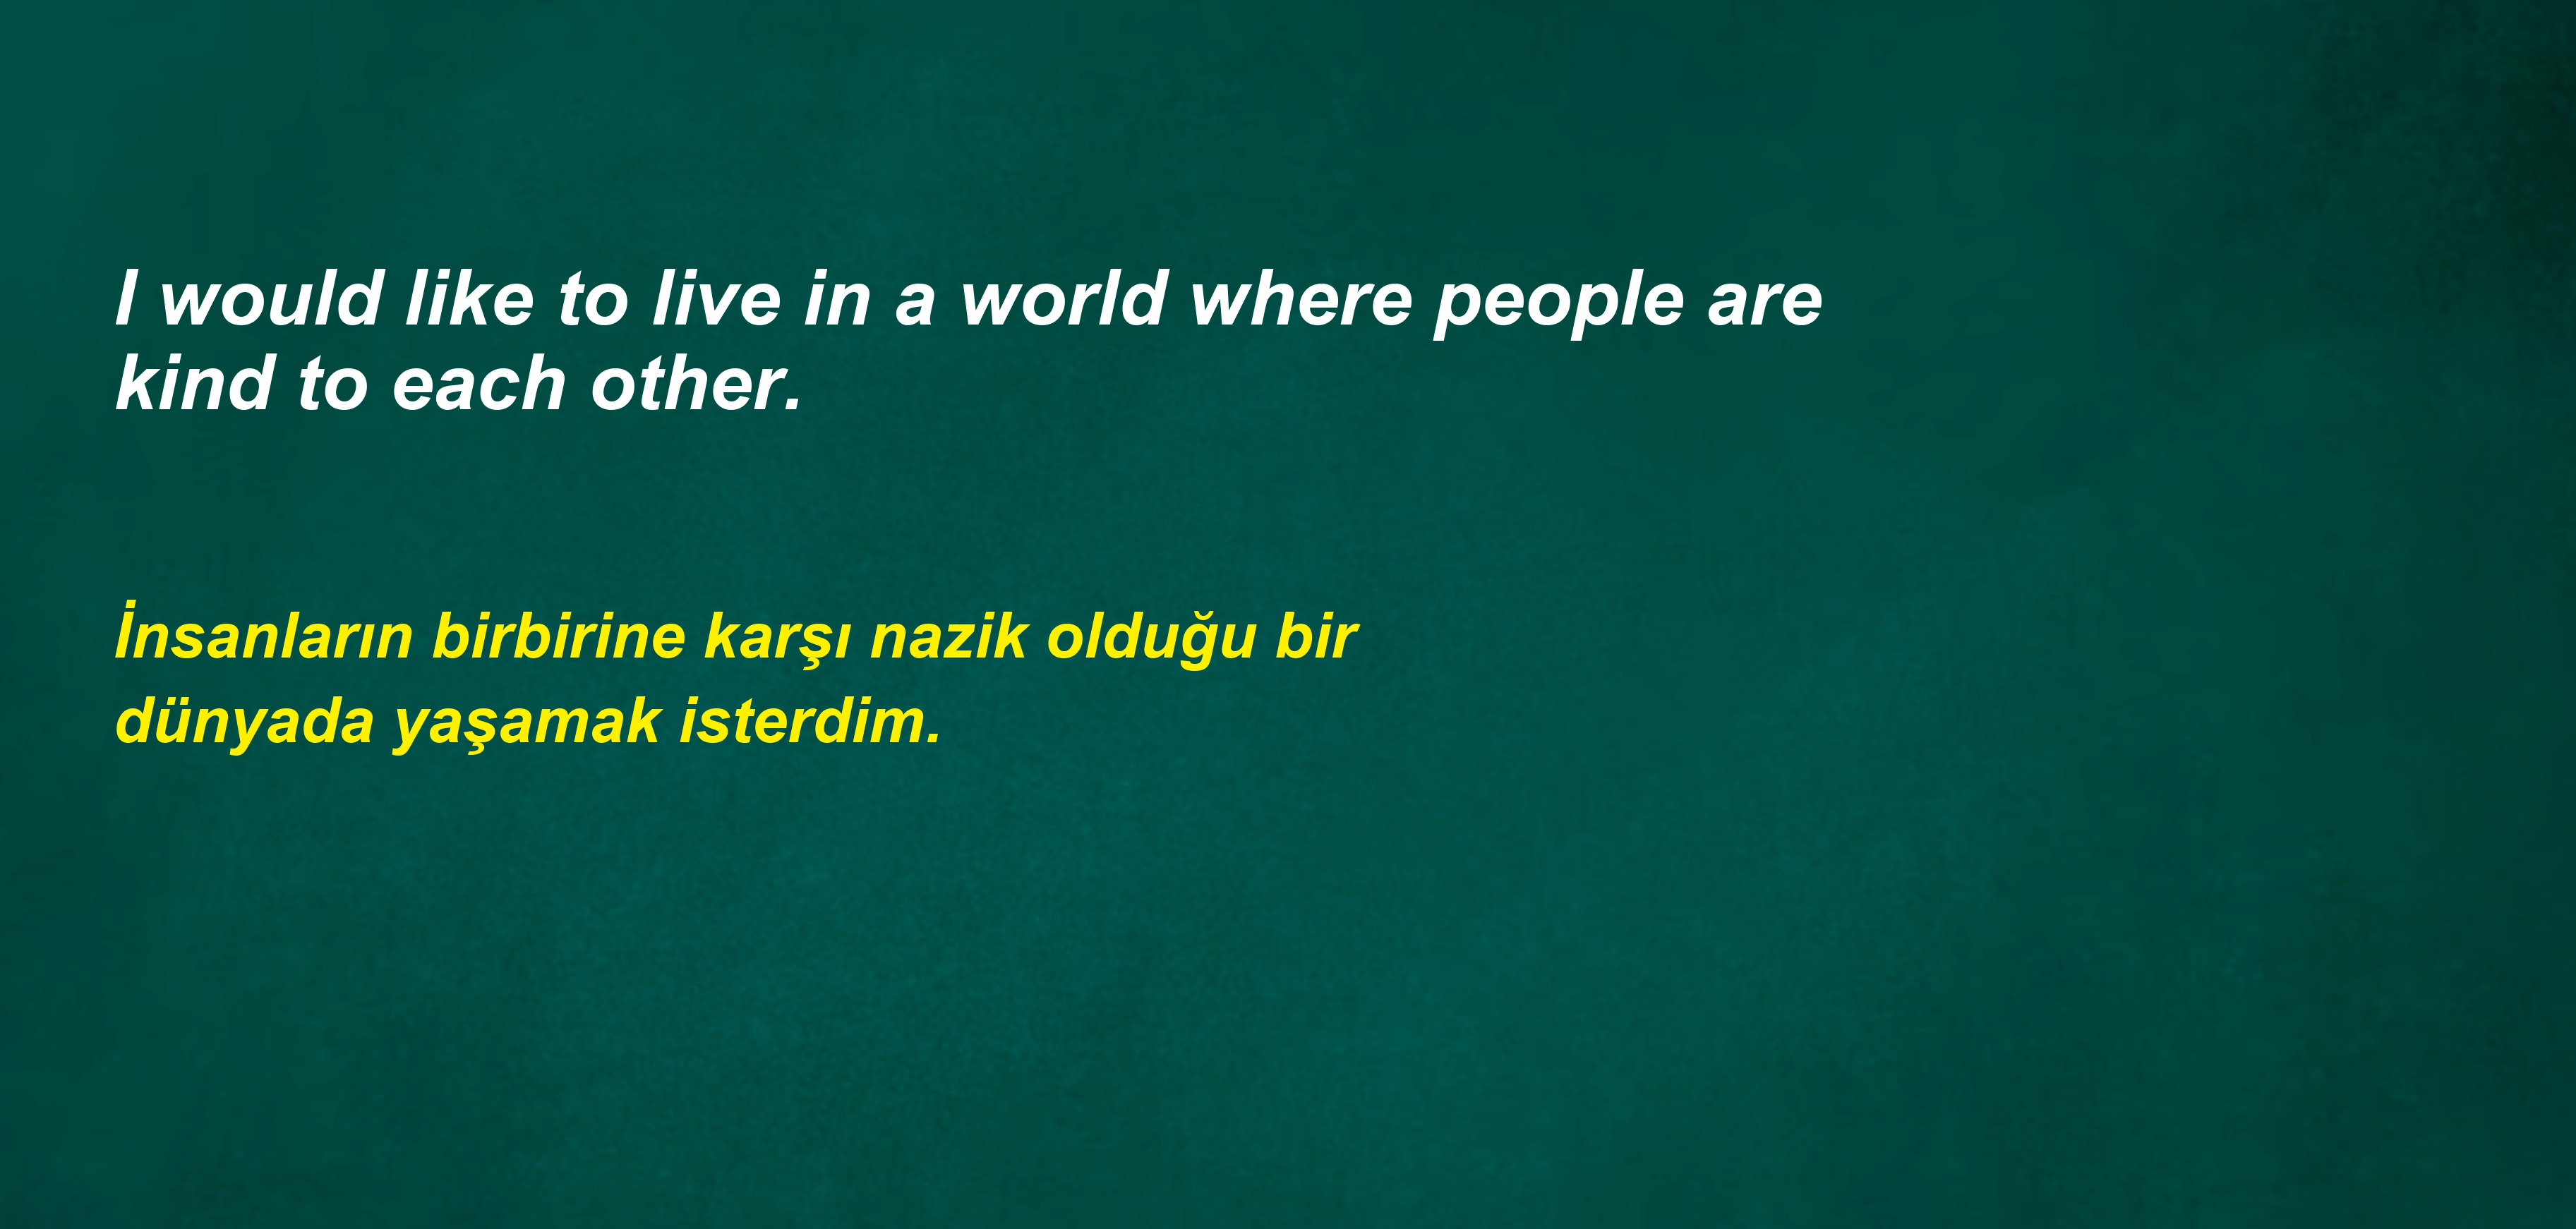 I would like to live in a world where people are
kind to each other.
İnsanların birbirine karşı nazik olduğu bir
dünyada yaşamak isterdim.